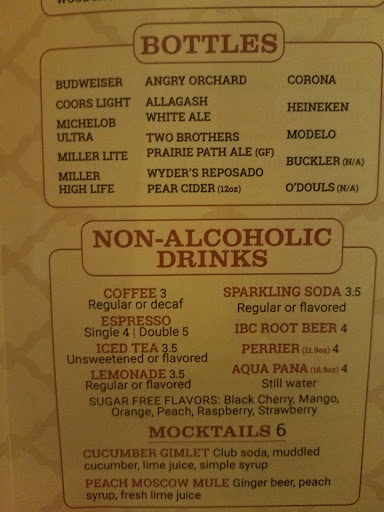 BOTTLES
BUDWEISER
COORS LIGHT
MICHELOB
ULTRA
MILLER LITE
MILLER
HIGH LIFE
ANGRY ORCHARD
ALLAGASH
WHITE ALE
TWO BROTHERS
PRAIRIE PATH ALE (GF)
WYDER'S REPOSADO
PEAR CIDER (12oz)
CORONA
HEINEKEN
MODELO
BUCKLER (N/A)
O'DOULS (N/A)
NON-ALCOHOLIC
DRINKS
COFFEE 3
Regular or decaf
ESPRESSO
Single 4 | Double 5
ICED TEA 3.5
Unsweetened or flavored
LEMONADE 3.5
Regular or flavored
SPARKLING SODA 3.5
Regular or flavored
IBC ROOT BEER 4
PERRIER (11.9oz) 4
AQUA PANA (16.9oz) 4
Still water
SUGAR FREE FLAVORS: Black Cherry, Mango,
Orange, Peach, Raspberry, Strawberry
MOCKTAILS 6
CUCUMBER GIMLET Club soda, muddled
cucumber, lime juice, simple syrup
PEACH MOSCOW MULE Ginger beer, peach
syrup, fresh lime juice